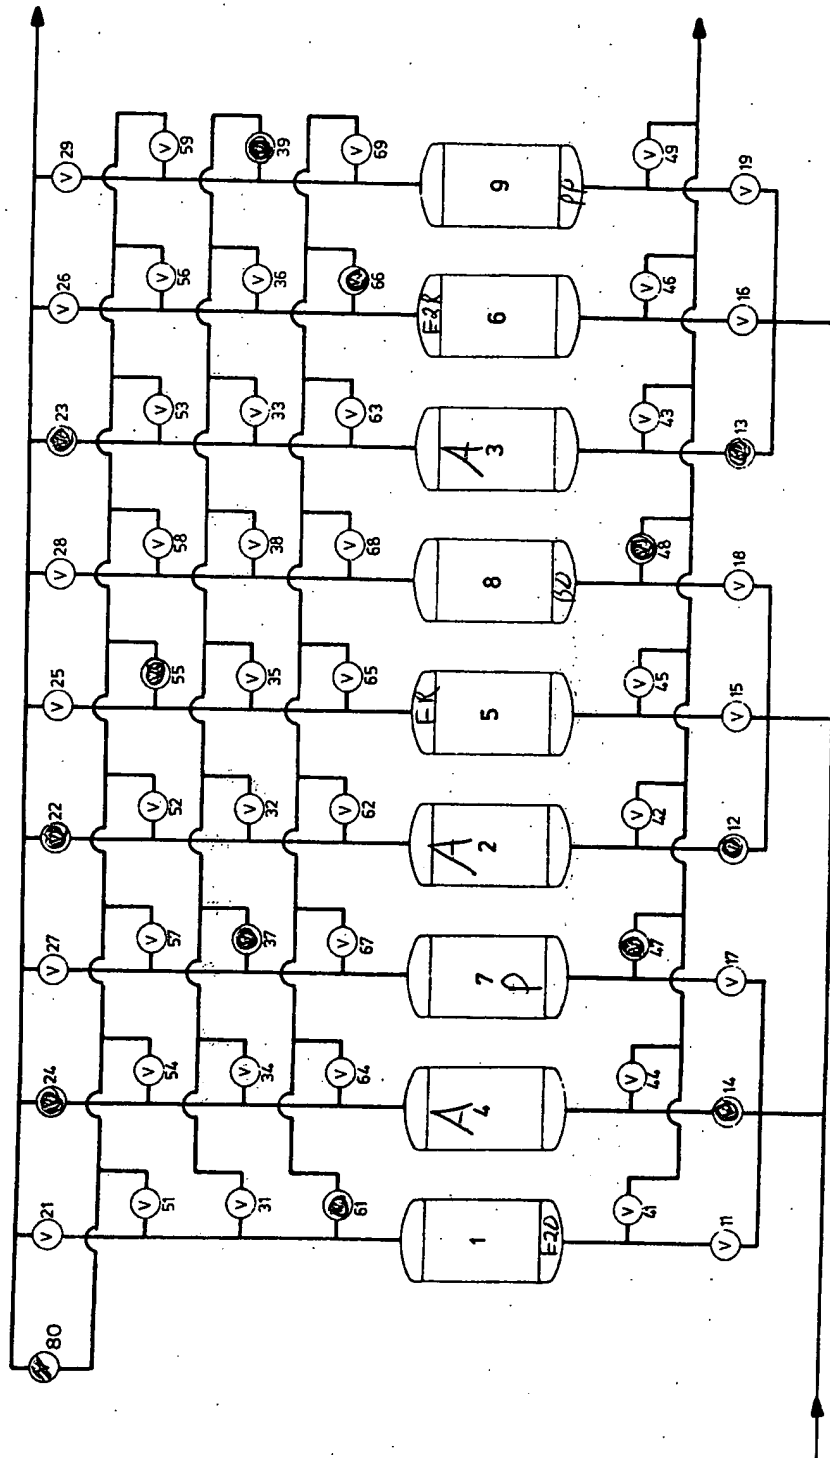 80
V 21
V 24
V 27
V 22
V 25
V 28
V 23
V 26
V 29
V 51
V 54
V 57
V 52
V 55
V 58
V 53
V 56
V 59
V 31
V 34
V 37
V 32
V 35
V 38
V 33
V 36
V 39
V 61
V 64
V 67
V 62
V 65
V 68
V 63
V 66
V 69
1
E2D
A
4
7
P
A
2
EK
5
8
BD
A
3
E2R
6
9
PP
V 41
V 44
V 47
V 42
V 45
V 48
V 43
V 46
V 49
V 11
V 14
V 17
V 12
V 15
V 18
V 13
V 16
V 19